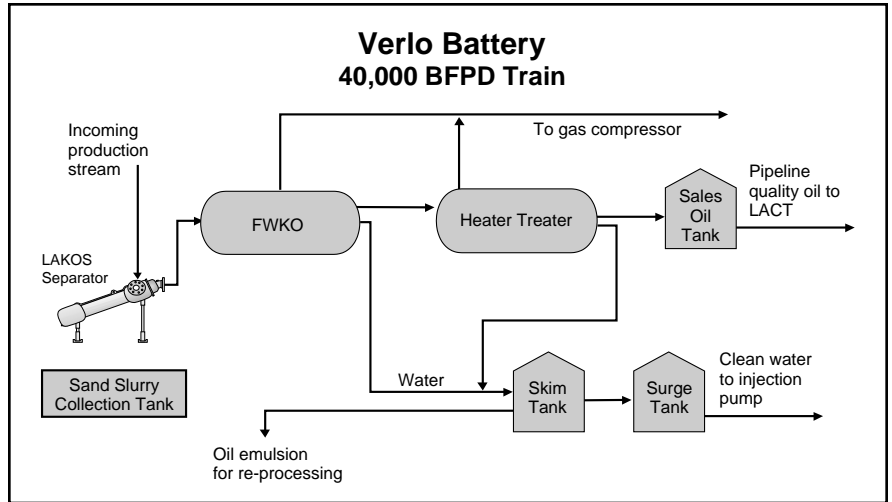 Verlo Battery
40,000 BFPD Train
Incoming
production
stream
To gas compressor
LAKOS
Separator
FWKO
Heater Treater
Sales
Oil
Tank
Pipeline
quality oil to
LACT
Sand Slurry
Collection Tank
Water
Skim
Tank
Surge
Tank
Clean water
to injection
pump
Oil emulsion
for re-processing